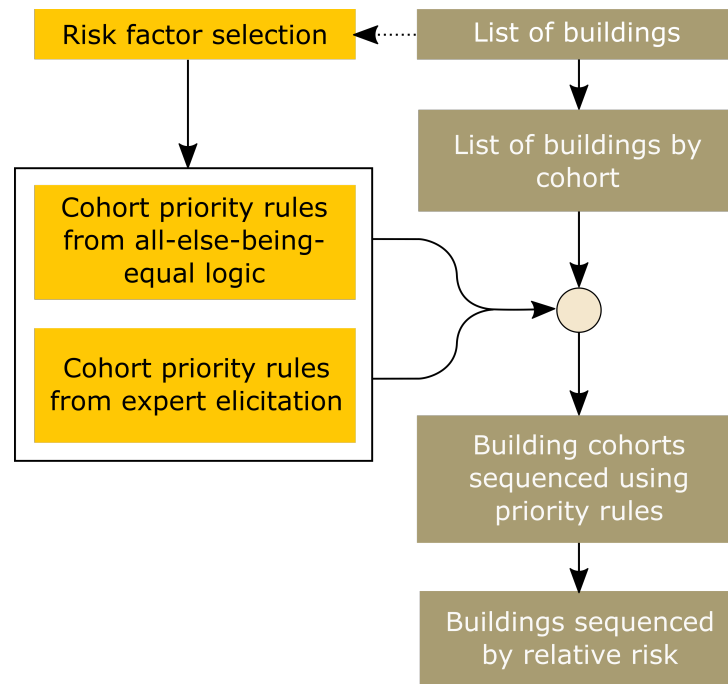 Risk factor selection
List of buildings
List of buildings by
cohort
Cohort priority rules
from all-else-being-
equal logic
Cohort priority rules
from expert elicitation
Building cohorts
sequenced using
priority rules
Buildings sequenced
by relative risk